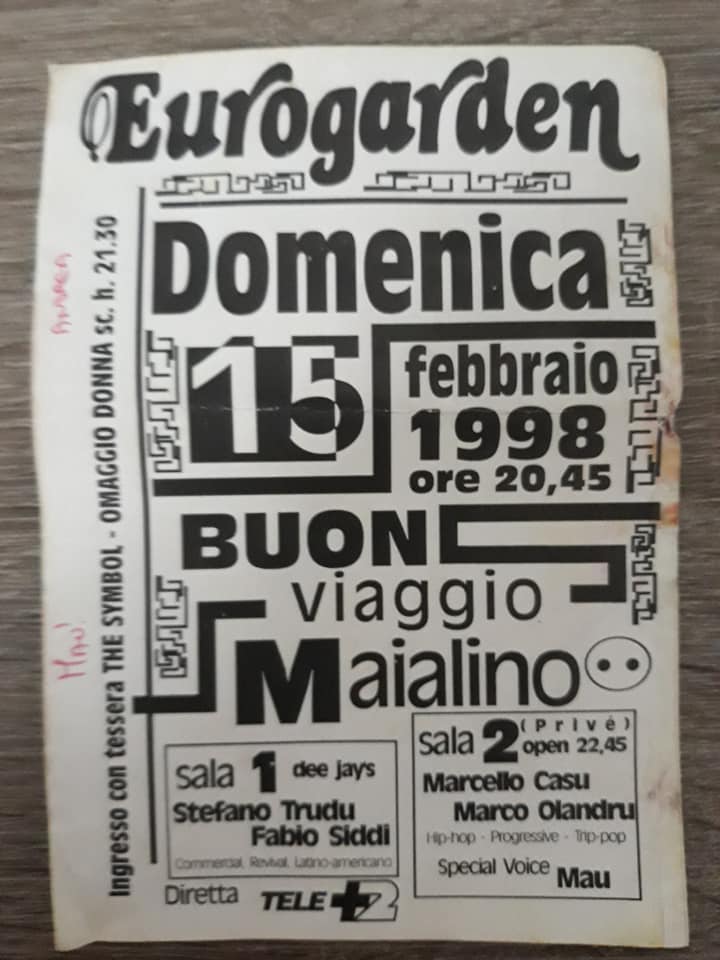 Eurogarden
Domenica
15
febbraio
1998
ore 20,45
BUON
viaggio
Maialino
sala 1 dee jay's
Stefano Trudu
Fabio Siddi
Commercial, Revival, Latino-americano
Diretta TELE +2
sala 2 (Privé)
open 22,45
Marcello Casu
Marco Olandru
Hip-hop - Progressive - Trip-pop
Special Voice Mau
Ingresso con tessera THE SYMBOL - OMAGGIO DONNA sc. h. 21.30
MAU